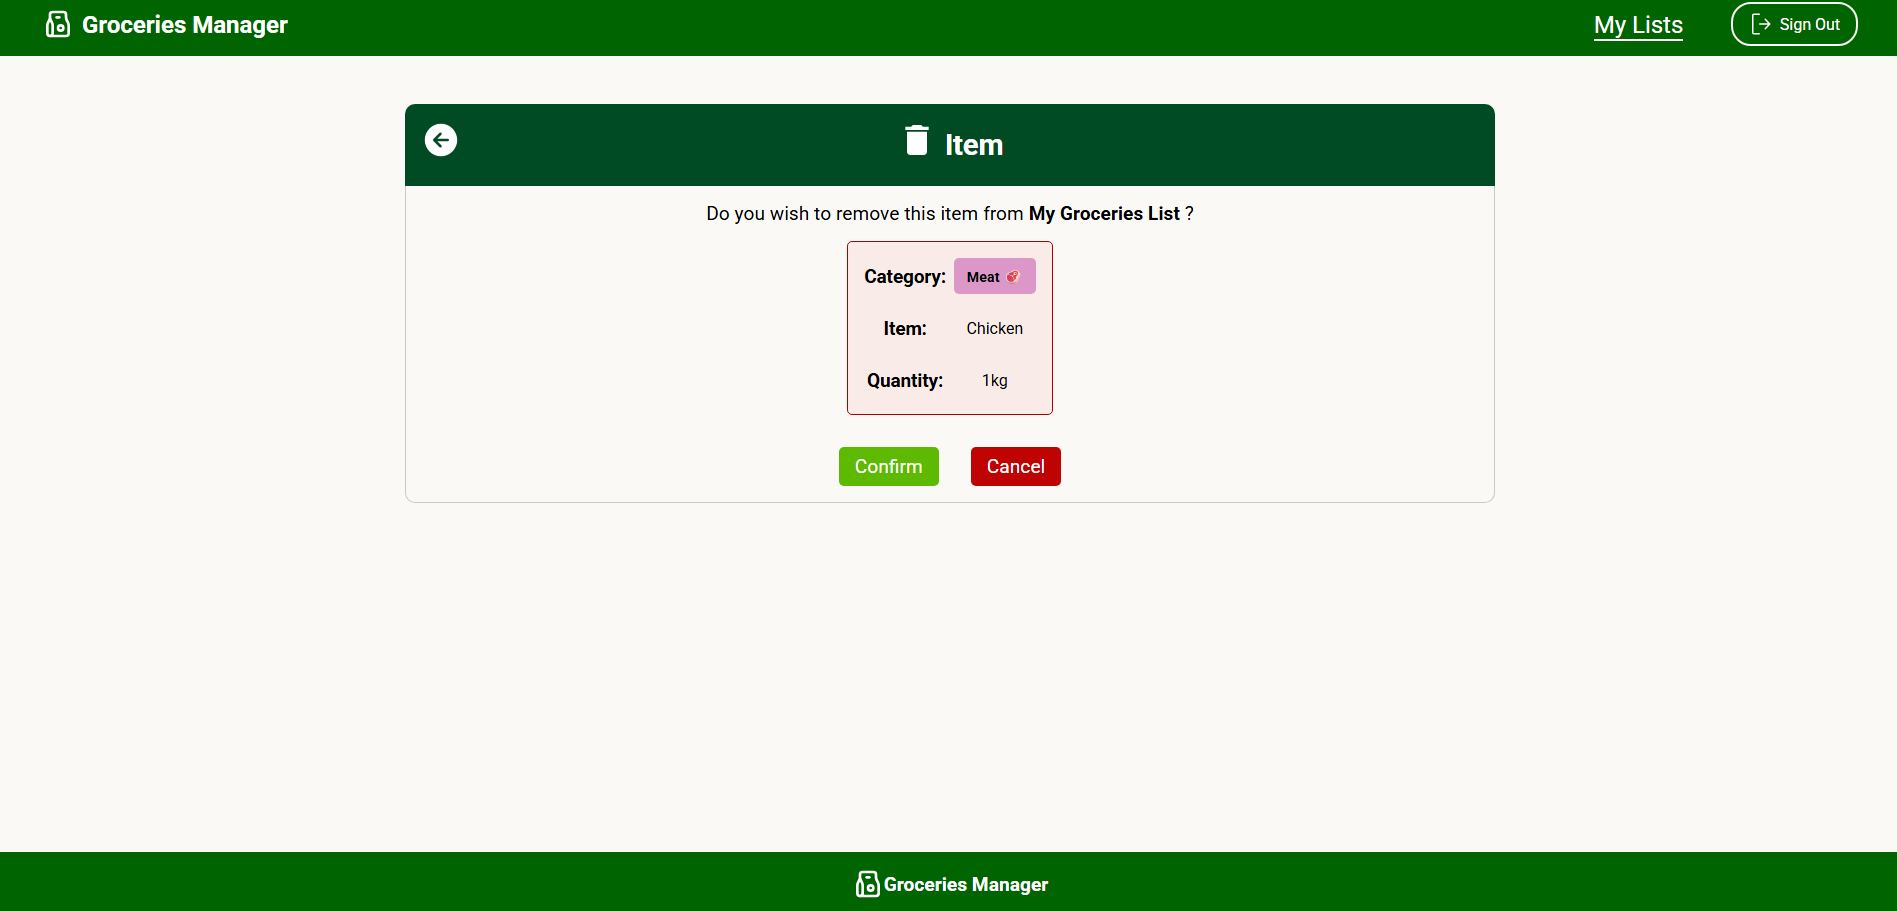 Groceries Manager
My Lists
Sign Out
Item
Do you wish to remove this item from My Groceries List ?
Category: Meat
Item: Chicken
Quantity: 1kg
Confirm
Cancel
Groceries Manager